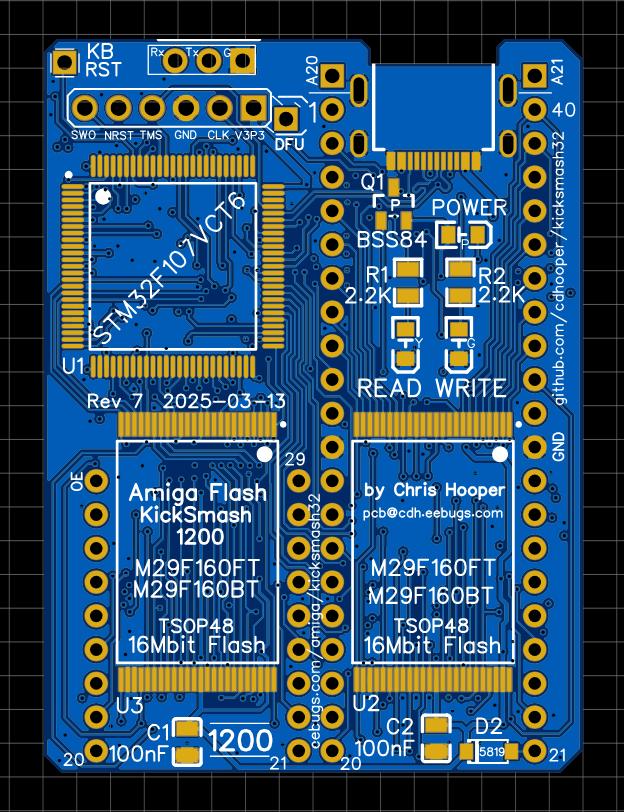 KB
RST
Rx Tx G
A20
A21
SWO NRST TMS GND CLK V3P3
DFU
1
40
Q1
P
BSS84
POWER
P
R1
2.2K
R2
2.2K
Y
G
READ WRITE
github.com/cdhooper/kicksmash32
STM32F107VCT6
U1
Rev 7 2025-03-13
GND
OE
29
Amiga Flash
KickSmash
1200
M29F160FT
M29F160BT
TSOP48
16Mbit Flash
eebugs.com/amiga/kicksmash32
by Chris Hooper
pcb@cdh.eebugs.com
M29F160FT
M29F160BT
TSOP48
16Mbit Flash
U3
C1
100nF
1200
20
21
U2
C2
100nF
D2
5819
20
21